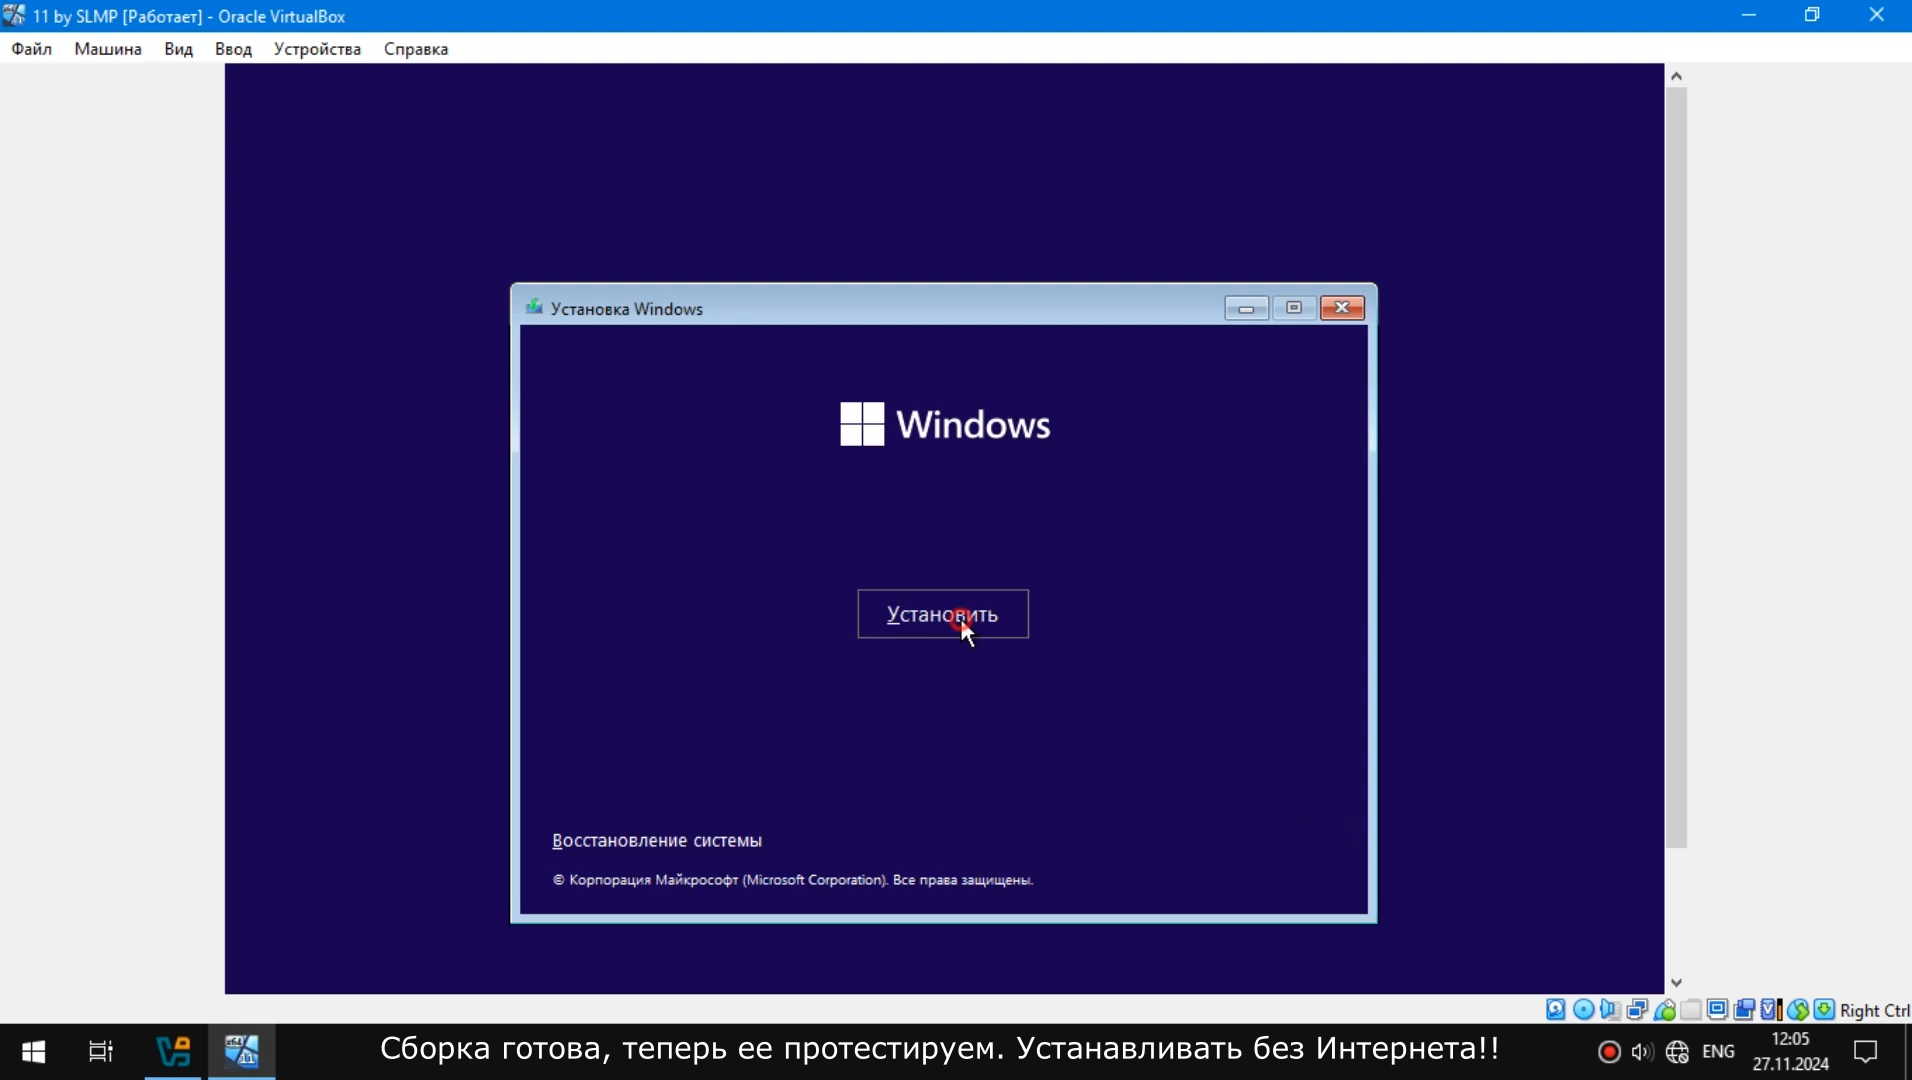 11 by SLMP [Работает] - Oracle VirtualBox
Файл Машина Вид Ввод Устройства Справка
Установка Windows
Windows
Установить
Восстановление системы
© Корпорация Майкрософт (Microsoft Corporation). Все права защищены.
Right Ctrl
Сборка готова, теперь ее протестируем. Устанавливать без Интернета!!
ENG
12:05
27.11.2024